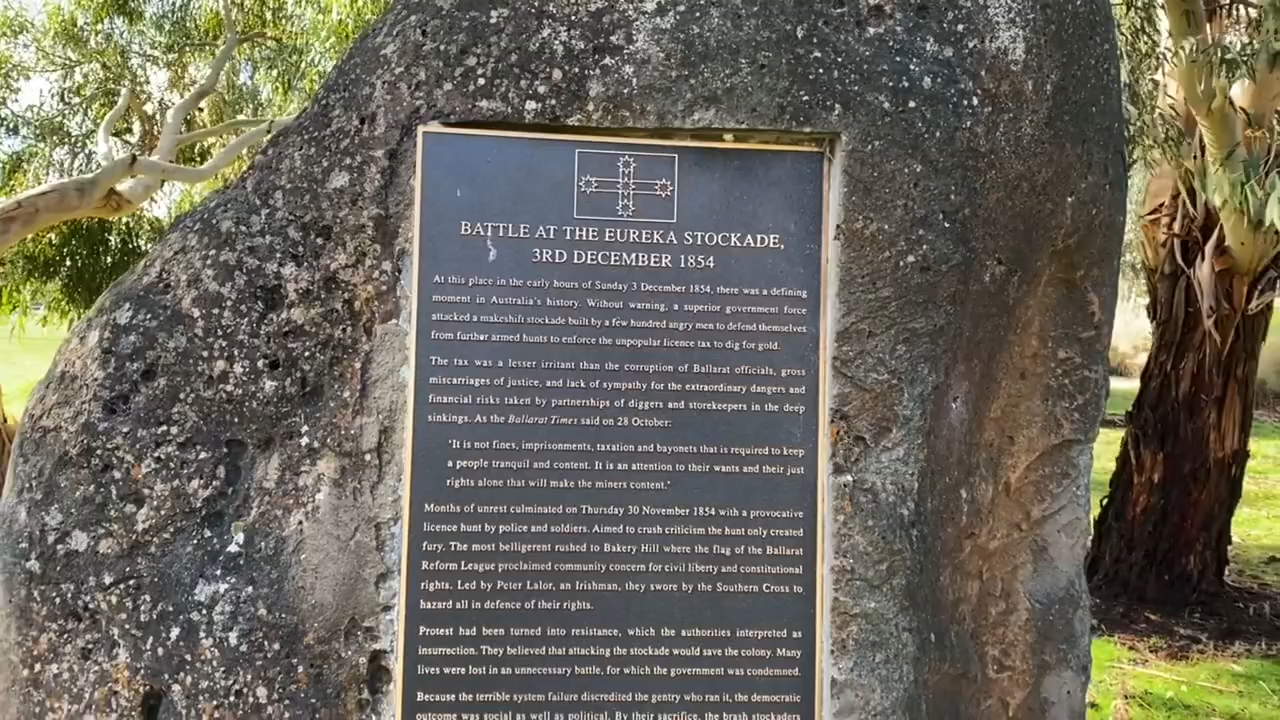 BATTLE AT THE EUREKA STOCKADE,
3RD DECEMBER 1854
At this place in the early hours of Sunday 3 December 1854, there was a defining
moment in Australia's history. Without warning, a superior government force
attacked a makeshift stockade built by a few hundred angry men to defend themselves
from further armed hunts to enforce the unpopular licence tax to dig for gold.
The tax was a lesser irritant than the corruption of Ballarat officials, gross
miscarriages of justice, and lack of sympathy for the extraordinary dangers and
financial risks taken by partnerships of diggers and storekeepers in the deep
sinkings. As the Ballarat Times said on 28 October:
'It is not fines, imprisonments, taxation and bayonets that is required to keep
a people tranquil and content. It is an attention to their wants and their just
rights alone that will make the miners content.'
Months of unrest culminated on Thursday 30 November 1854 with a provocative
licence hunt by police and soldiers. Aimed to crush criticism the hunt only created
fury. The most belligerent rushed to Bakery Hill where the flag of the Ballarat
Reform League proclaimed community concern for civil liberty and constitutional
rights. Led by Peter Lalor, an Irishman, they swore by the Southern Cross to
hazard all in defence of their rights.
Protest had been turned into resistance, which the authorities interpreted as
insurrection. They believed that attacking the stockade would save the colony. Many
lives were lost in an unnecessary battle, for which the government was condemned.
Because the terrible system failure discredited the gentry who ran it, the democratic
outcome was social as well as political. By their sacrifice, the brash stockaders